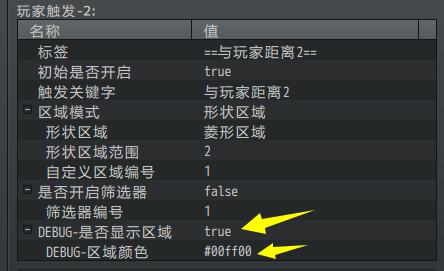 玩家触发-2:
名称 值
标签 ==与玩家距离2==
初始是否开启 true
触发关键字 与玩家距离2
区域模式 形状区域
形状区域 菱形区域
形状区域范围 2
自定义区域编号 1
是否开启筛选器 false
筛选器编号 1
DEBUG-是否显示区域 true
DEBUG-区域颜色 #00ff00